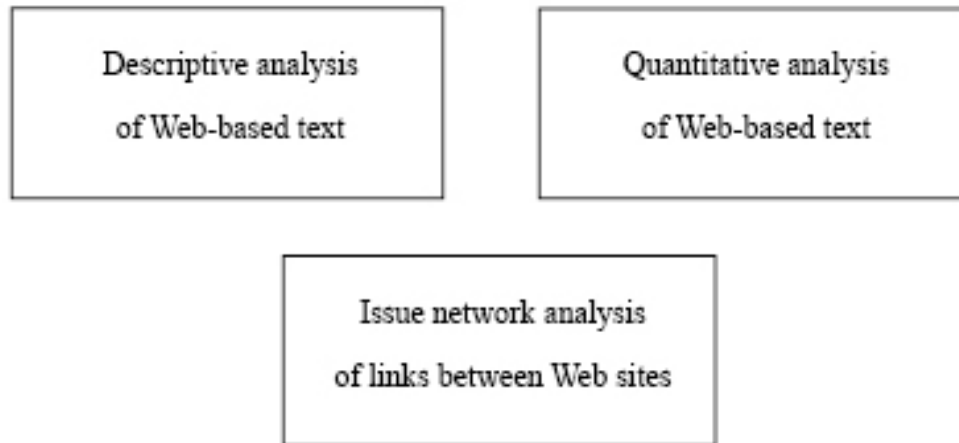 Descriptive analysis
of Web-based text
Quantitative analysis
of Web-based text
Issue network analysis
of links between Web sites